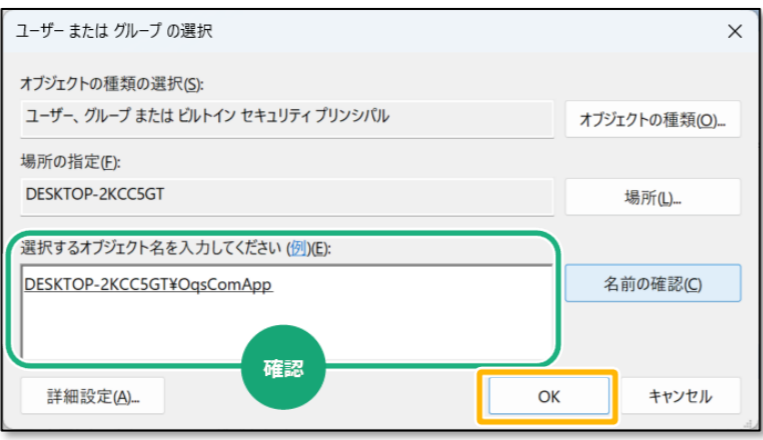 ユーザー または グループ の選択
オブジェクトの種類の選択(S):
ユーザー、グループ または ビルトイン セキュリティ プリンシパル
オブジェクトの種類(O)...
場所の指定(F):
DESKTOP-2KCC5GT
場所(L)...
選択するオブジェクト名を入力してください (例)(E):
DESKTOP-2KCC5GT¥OqsComApp
名前の確認(C)
確認
詳細設定(A)...
OK
キャンセル